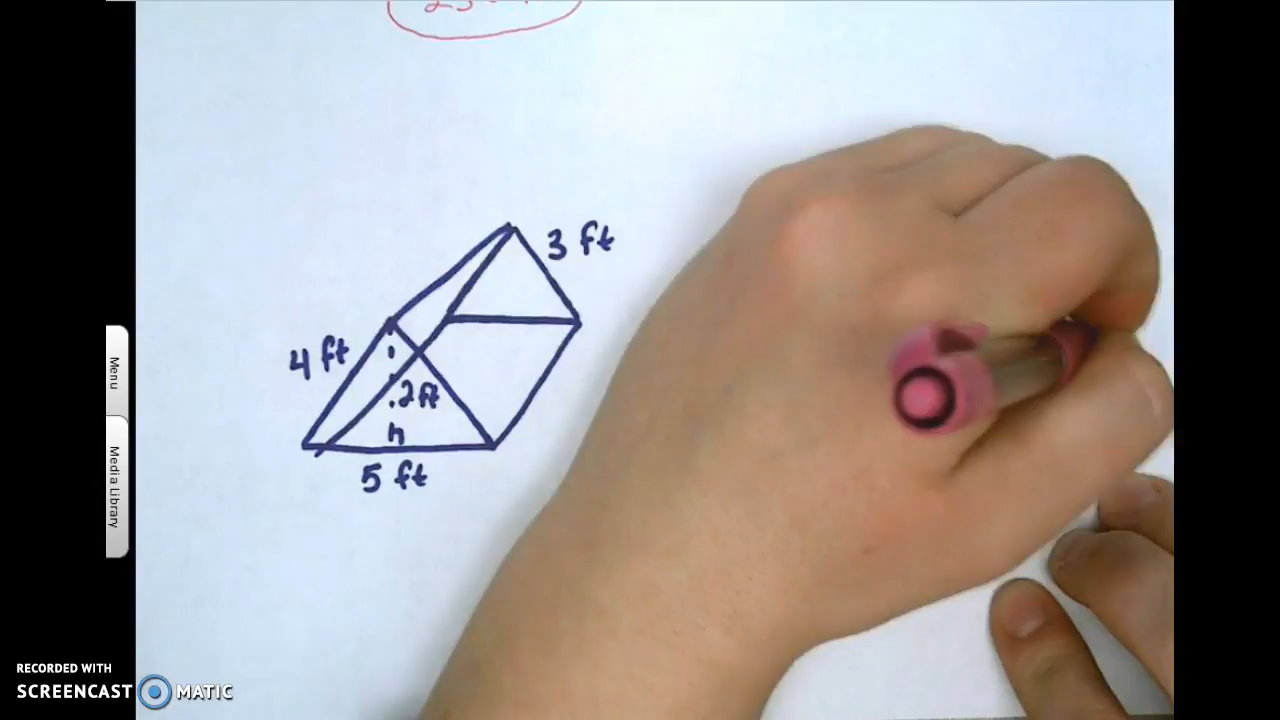 3 ft
4 ft
2 ft
h
5 ft
Menu
Media Library
RECORDED WITH
SCREENCAST MATIC